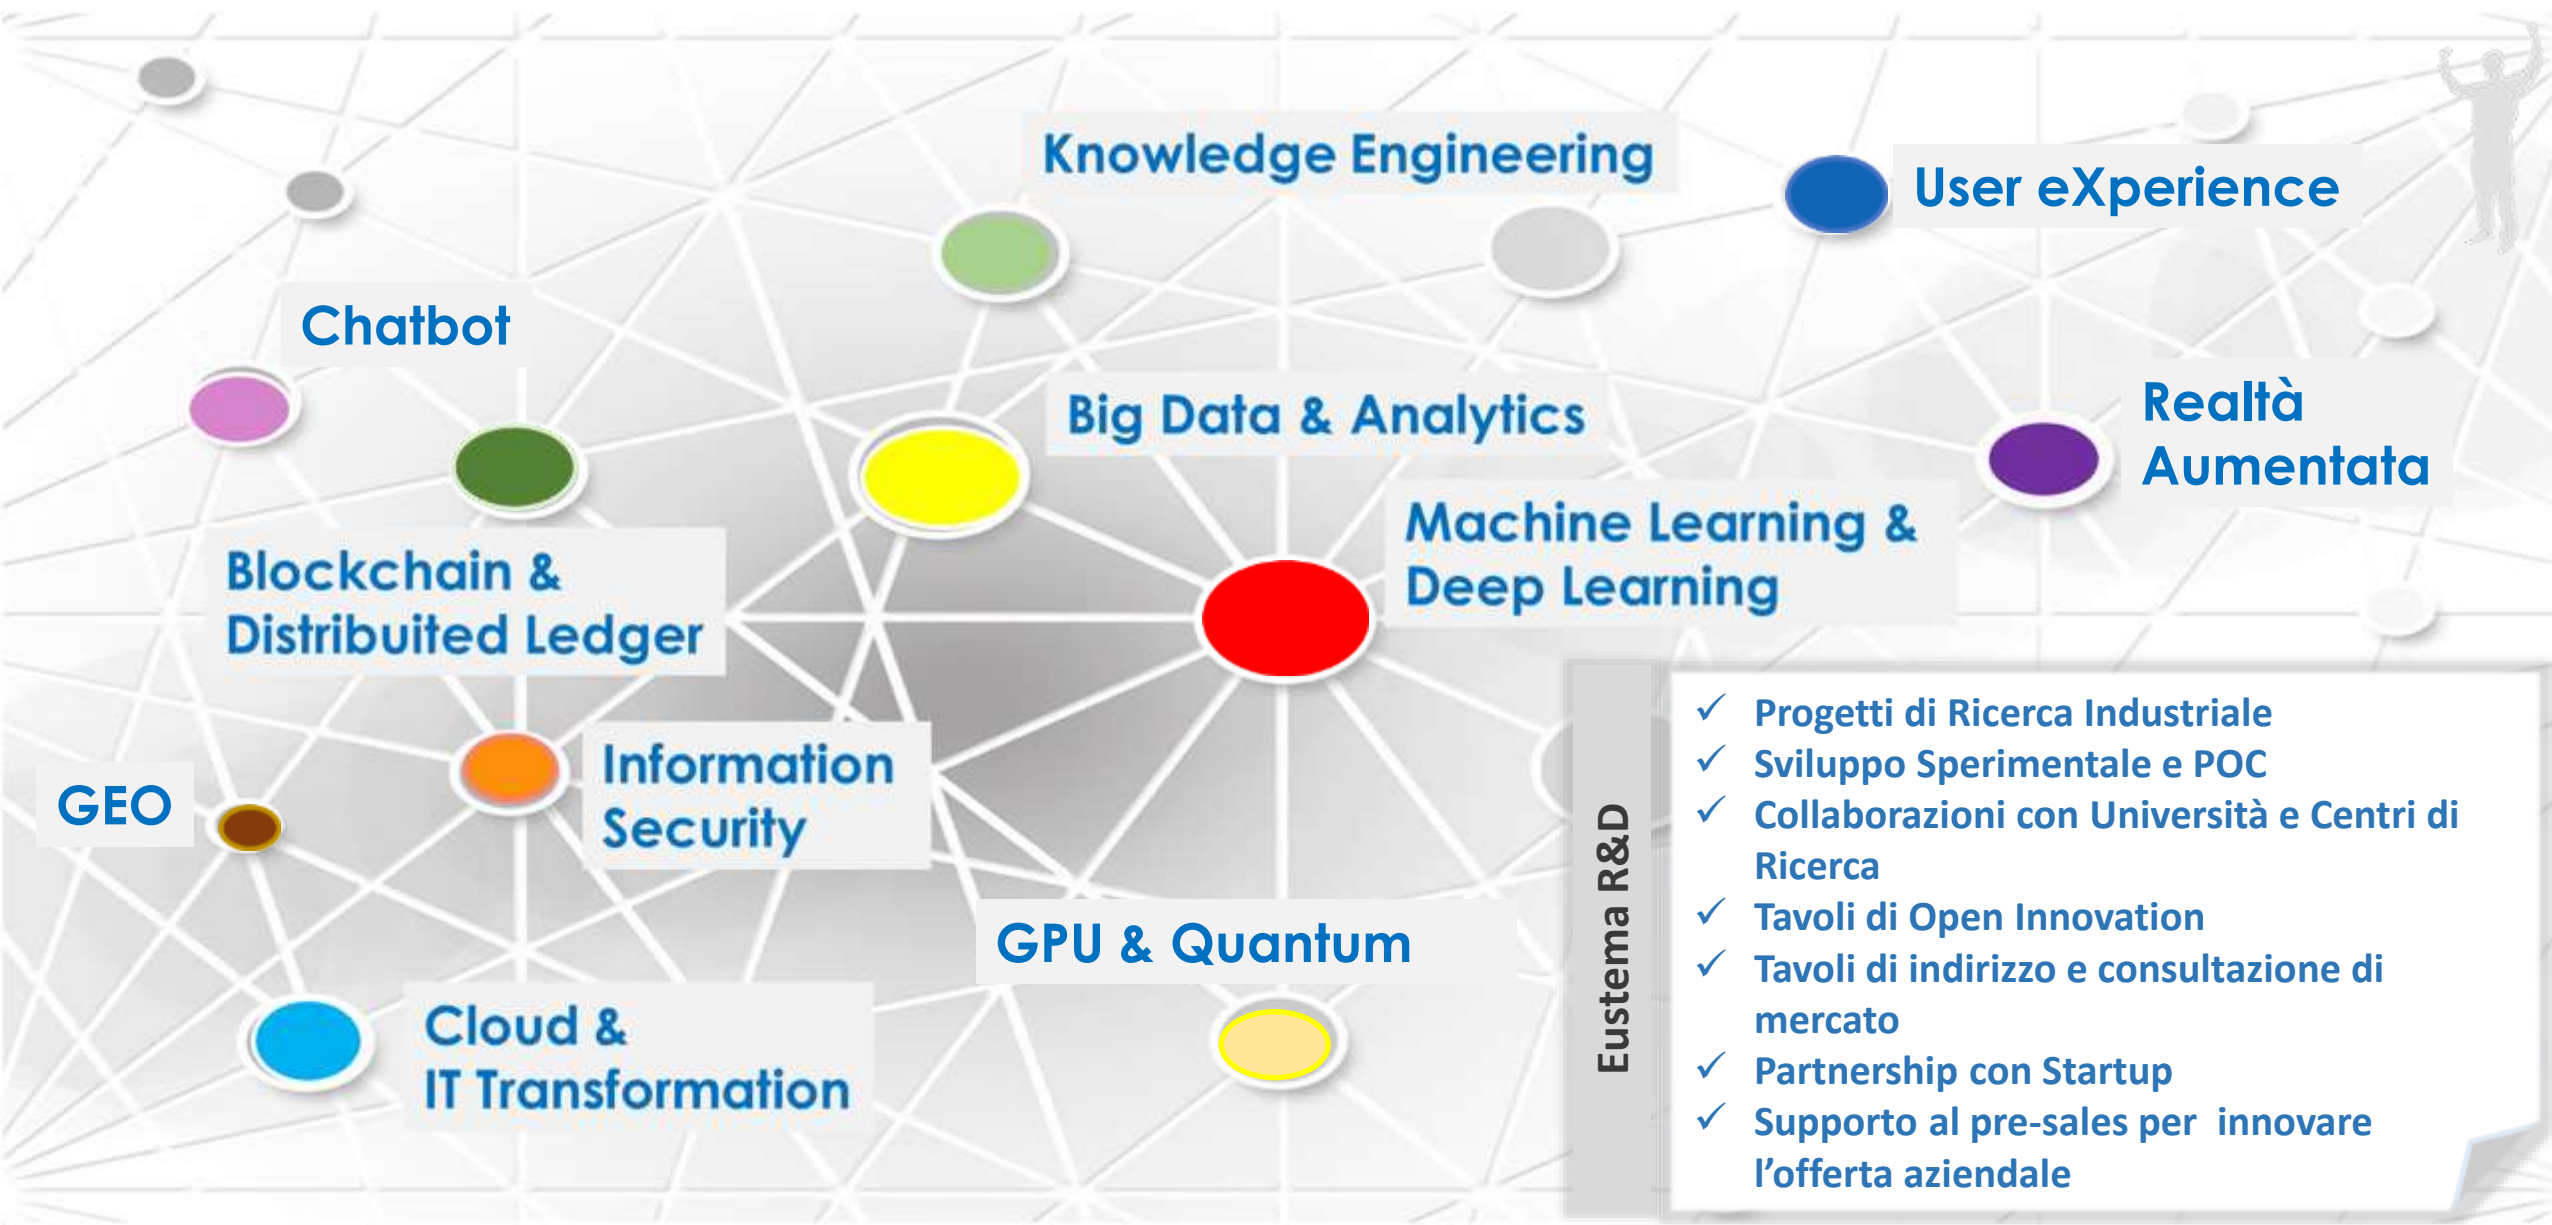 Knowledge Engineering
User eXperience
Chatbot
Big Data & Analytics
Realtà
Aumentata
Machine Learning &
Deep Learning
Blockchain &
Distribuited Ledger
Information
Security
GEO
GPU & Quantum
Cloud &
IT Transformation
Eustema R&D
✓ Progetti di Ricerca Industriale
✓ Sviluppo Sperimentale e POC
✓ Collaborazioni con Università e Centri di
Ricerca
✓ Tavoli di Open Innovation
✓ Tavoli di indirizzo e consultazione di
mercato
✓ Partnership con Startup
✓ Supporto al pre-sales per innovare
l’offerta aziendale